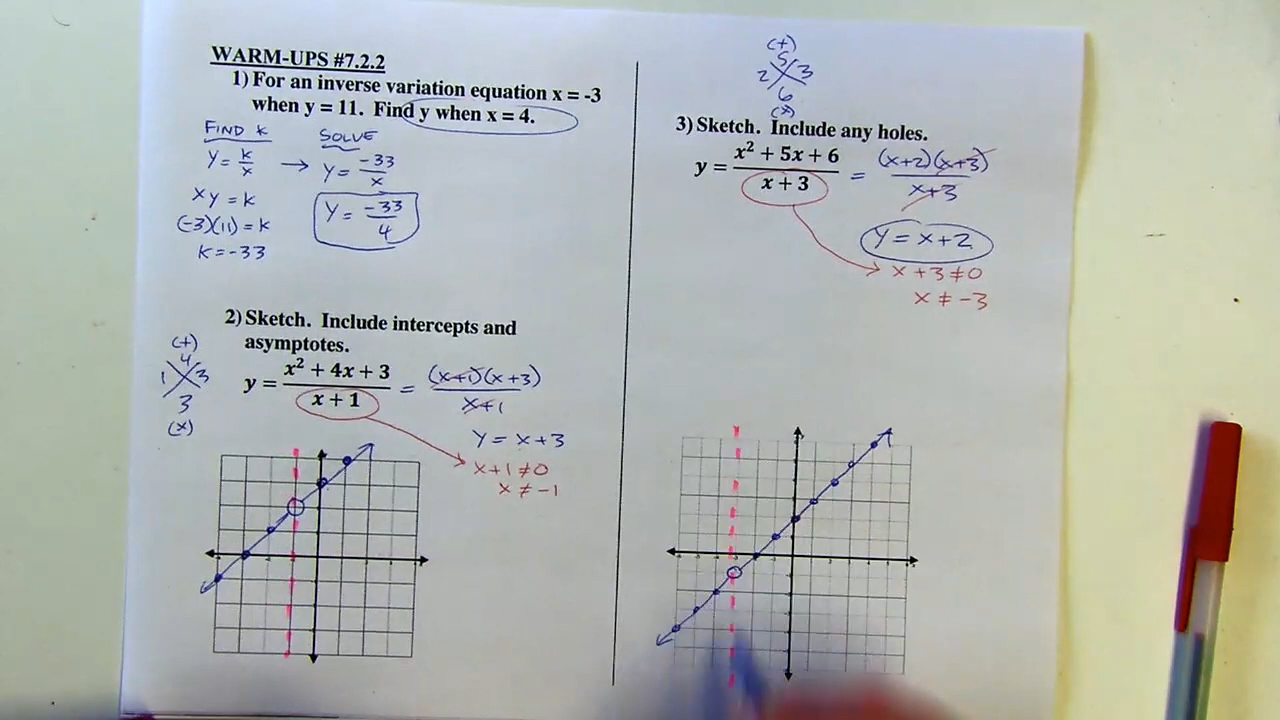 WARM-UPS #7.2.2
1) For an inverse variation equation x = -3
when y = 11. Find y when x = 4.
FIND K
y = k/x
xy = k
(-3)(11) = k
k = -33
→
SOLVE
y = -33/x
y = -33/4
2) Sketch. Include intercepts and
asymptotes.
(+)
4
1 3
3
(x)
y = x² + 4x + 3 / x + 1 = (x+1)(x+3) / x+1
y = x+3
x+1 ≠ 0
x ≠ -1
(+)
5
2 3
6
(x)
3) Sketch. Include any holes.
y = x² + 5x + 6 / x + 3 = (x+2)(x+3) / x+3
y = x+2
x+3 ≠ 0
x ≠ -3